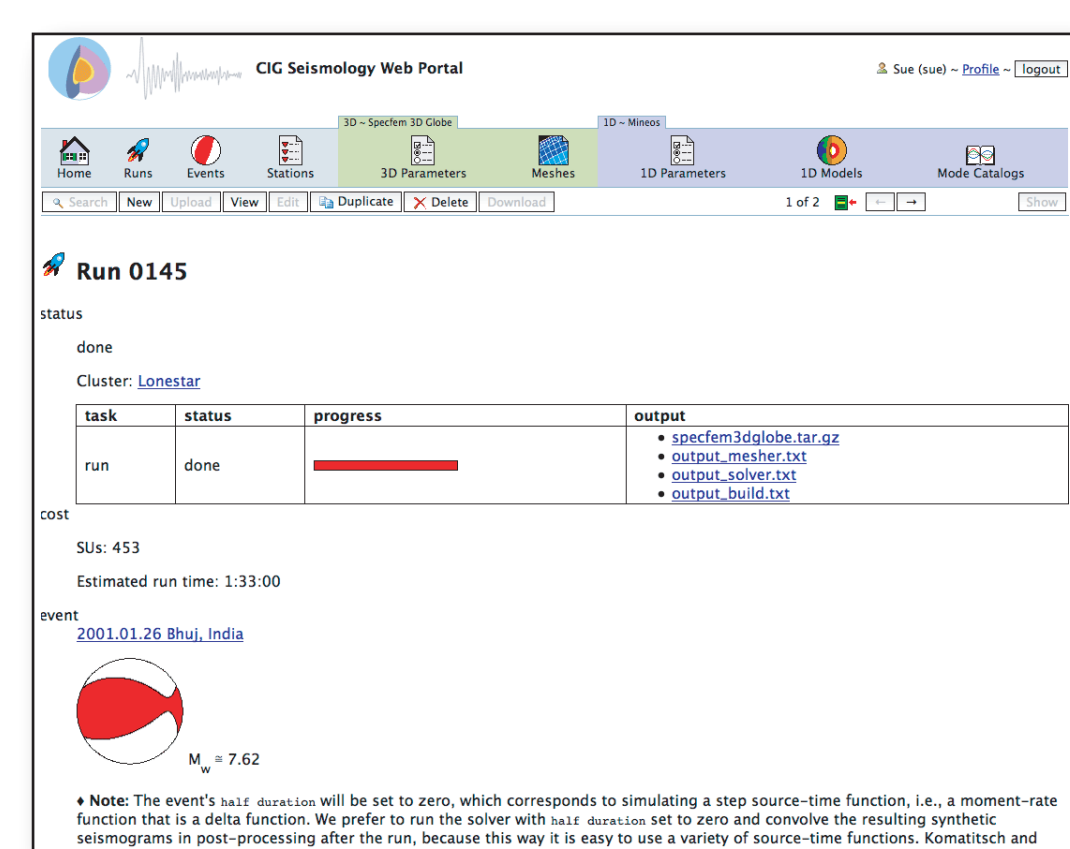 CIG Seismology Web Portal
Sue (sue) ~ Profile ~ logout
3D ~ Specfem 3D Globe
1D ~ Mineos
Home Runs Events Stations 3D Parameters Meshes 1D Parameters 1D Models Mode Catalogs
Search New Upload View Edit Duplicate Delete Download 1 of 2 ← → Show
Run 0145
status
done
Cluster: Lonestar
task status progress output
run done
• specfem3dglobe.tar.gz
• output_mesher.txt
• output_solver.txt
• output_build.txt
cost
SUs: 453
Estimated run time: 1:33:00
event
2001.01.26 Bhuj, India
Mw ≅ 7.62
♦ Note: The event's half duration will be set to zero, which corresponds to simulating a step source-time function, i.e., a moment-rate
function that is a delta function. We prefer to run the solver with half duration set to zero and convolve the resulting synthetic
seismograms in post-processing after the run, because this way it is easy to use a variety of source-time functions. Komatitsch and